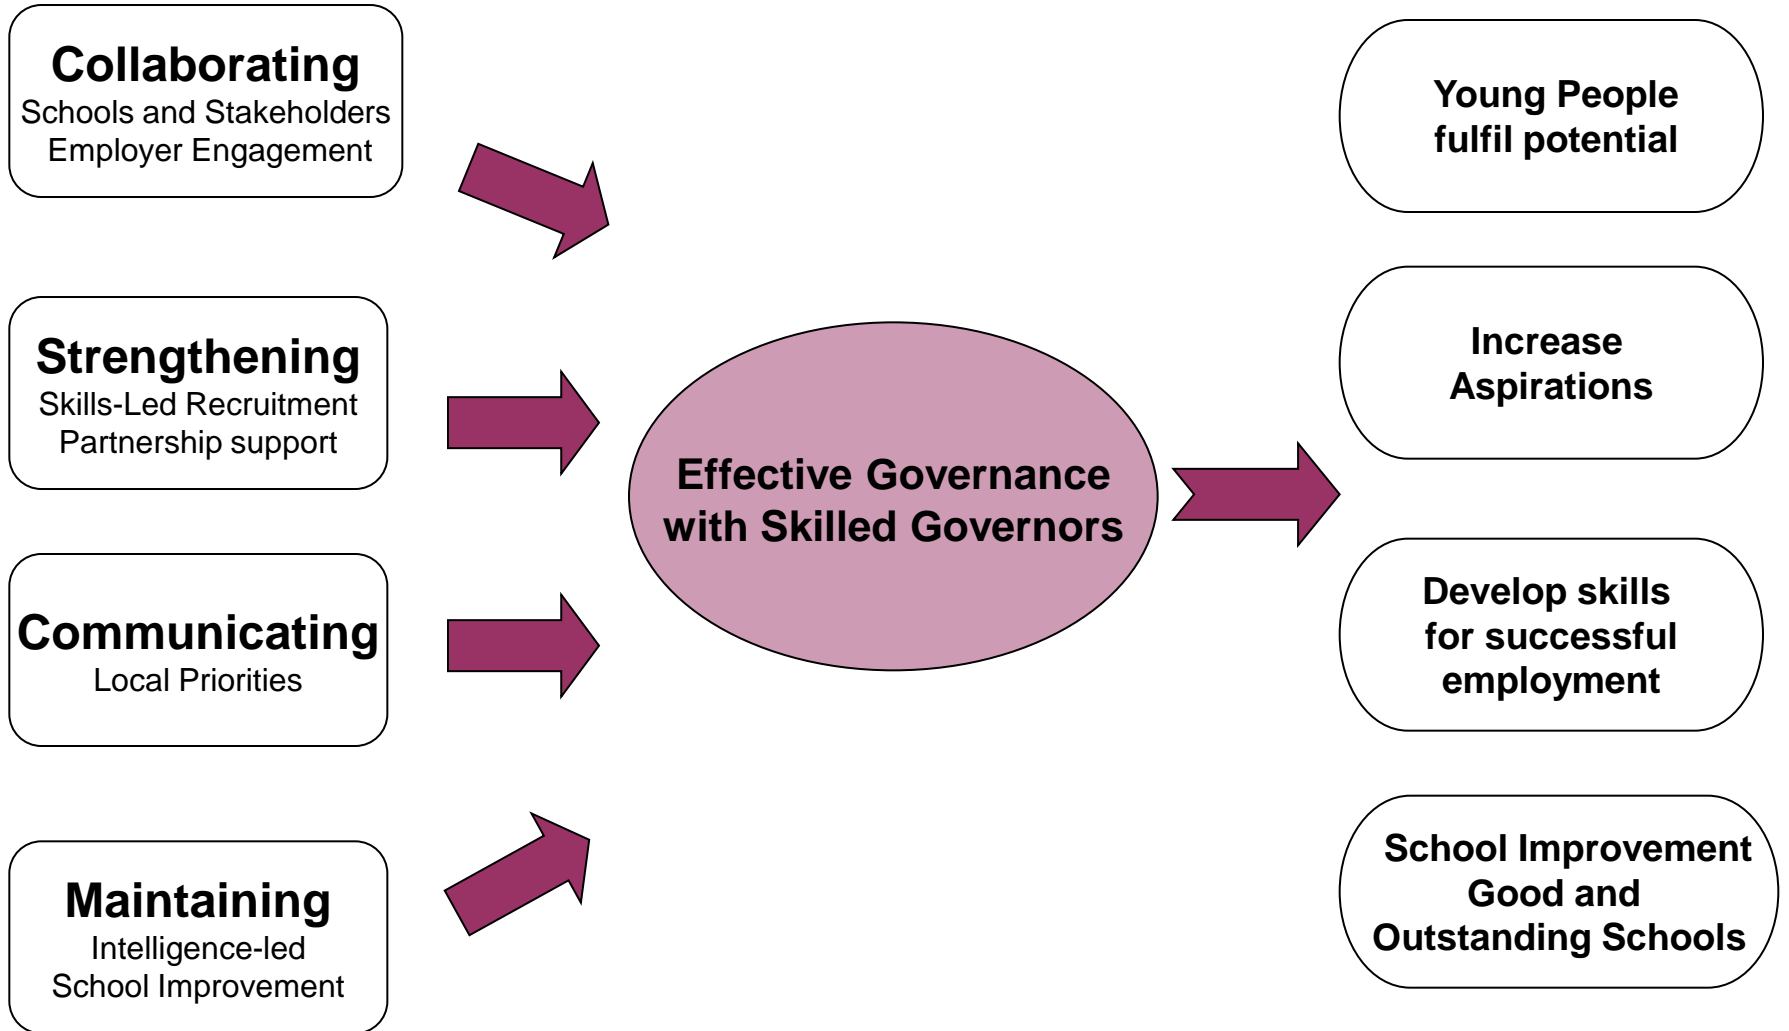 Collaborating
Schools and Stakeholders
Employer Engagement
Strengthening
Skills-Led Recruitment
Partnership support
Communicating
Local Priorities
Maintaining
Intelligence-led
School Improvement
Effective Governance
with Skilled Governors
Young People
fulfil potential
Increase
Aspirations
Develop skills
for successful
employment
School Improvement
Good and
Outstanding Schools